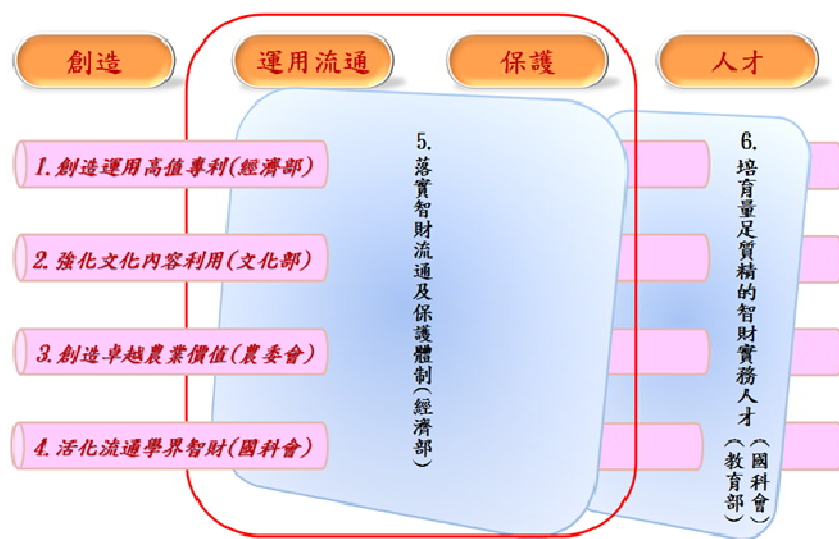 創造
運用流通
保護
人才
1.創造運用高值專利(經濟部)
2.強化文化內容利用(文化部)
3.創造卓越農業價值(農委會)
4.活化流通學界智財(國科會)
5.落實智財流通及保護體制(經濟部)
6.培育量足質精的智財實務人才
(國科會)
(教育部)